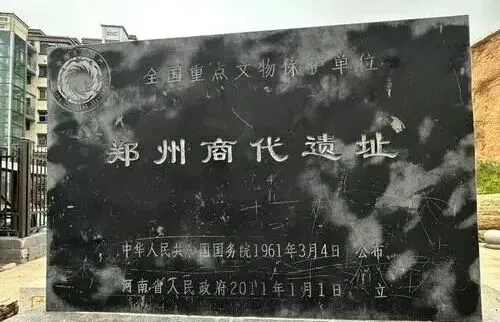 全国重点文物保护单位
郑州商代遗址
中华人民共和国国务院1961年3月4日 公布
河南省人民政府2011年1月1日 立